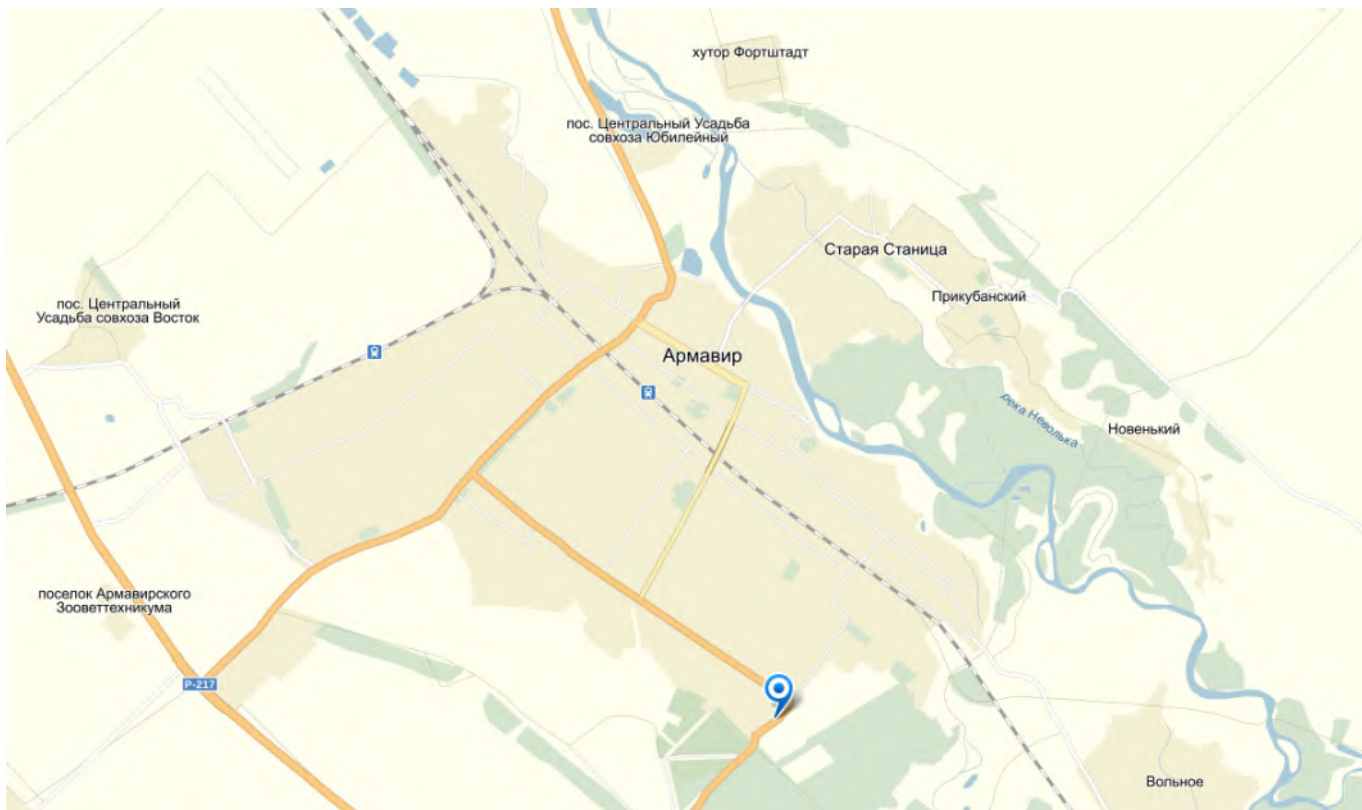 хутор Фортштадт
пос. Центральный Усадьба
совхоза Юбилейный
Старая Станица
Прикубанский
пос. Центральный
Усадьба совхоза Восток
Армавир
река Неволька
Новенький
поселок Армавирского
Зооветтехникума
Р-217
Вольное